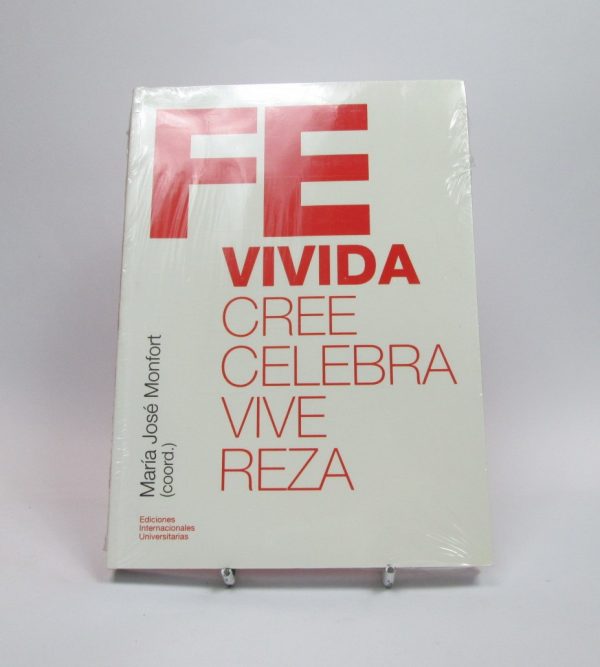 FE
VIVIDA
CREE
CELEBRA
VIVE
REZA
María José Monfort
(coord.)
Ediciones
Internacionales
Universitarias